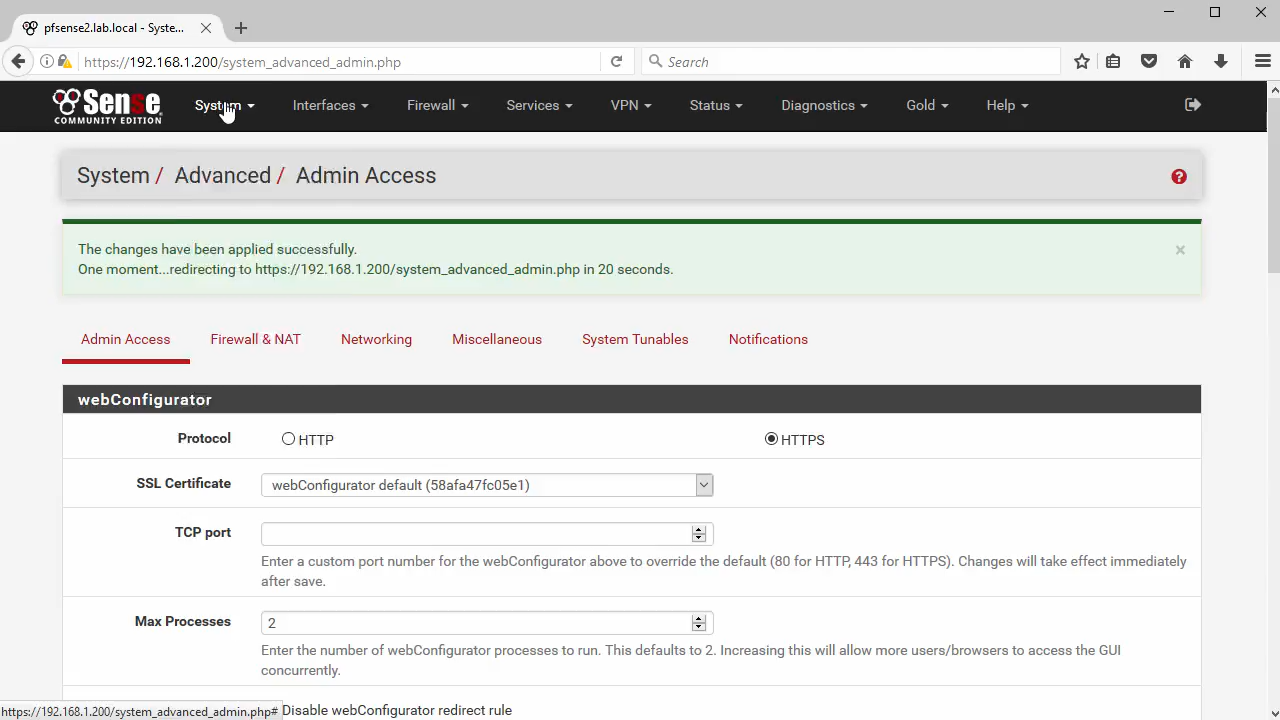 pfsense2.lab.local - Syste...
https://192.168.1.200/system_advanced_admin.php
Search
Sense
COMMUNITY EDITION
System
Interfaces
Firewall
Services
VPN
Status
Diagnostics
Gold
Help
System / Advanced / Admin Access
The changes have been applied successfully.
One moment...redirecting to https://192.168.1.200/system_advanced_admin.php in 20 seconds.
Admin Access
Firewall & NAT
Networking
Miscellaneous
System Tunables
Notifications
webConfigurator
Protocol
HTTP
HTTPS
SSL Certificate
webConfigurator default (58afa47fc05e1)
TCP port
Enter a custom port number for the webConfigurator above to override the default (80 for HTTP, 443 for HTTPS). Changes will take effect immediately
after save.
Max Processes
2
Enter the number of webConfigurator processes to run. This defaults to 2. Increasing this will allow more users/browsers to access the GUI
concurrently.
https://192.168.1.200/system_advanced_admin.php#
Disable webConfigurator redirect rule